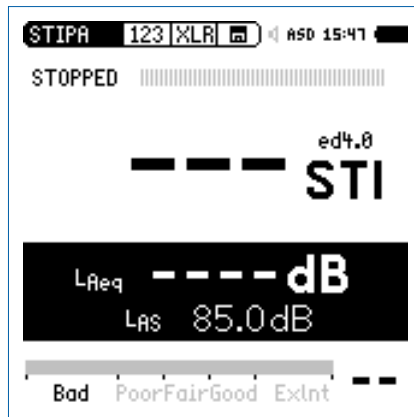 STIPA 123 XLR ASD 15:47
STOPPED
ed4.0
--- STI
LAeq ----dB
LAS 85.0dB
Bad Poor Fair Good Exlnt --